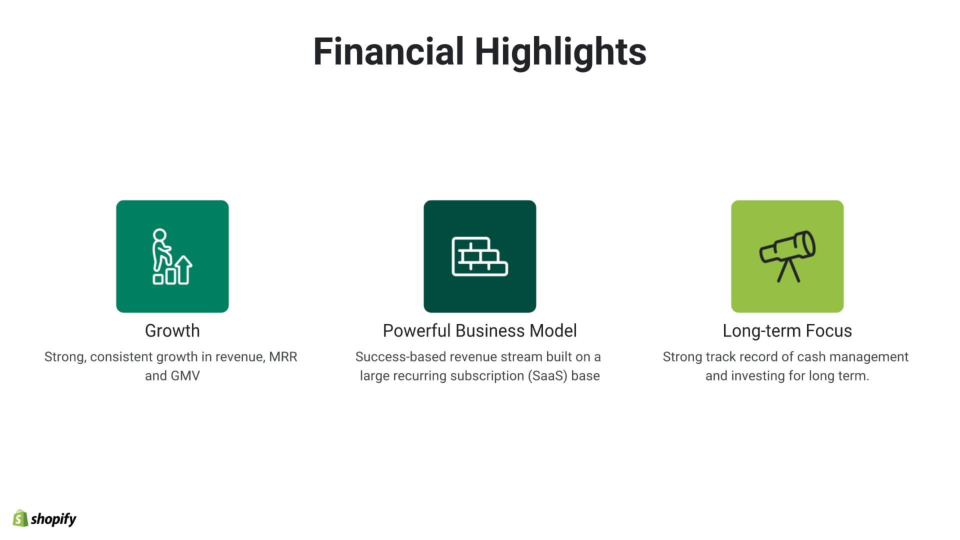 Financial Highlights
Growth
Strong, consistent growth in revenue, MRR
and GMV
Powerful Business Model
Success-based revenue stream built on a
large recurring subscription (SaaS) base
Long-term Focus
Strong track record of cash management
and investing for long term.
shopify